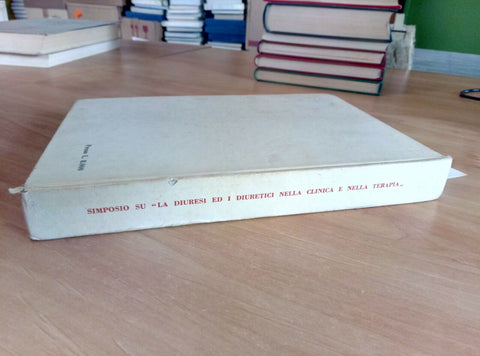 SIMPOSIO SU "LA DIURESI ED I DIURETICI NELLA CLINICA E NELLA TERAPIA„